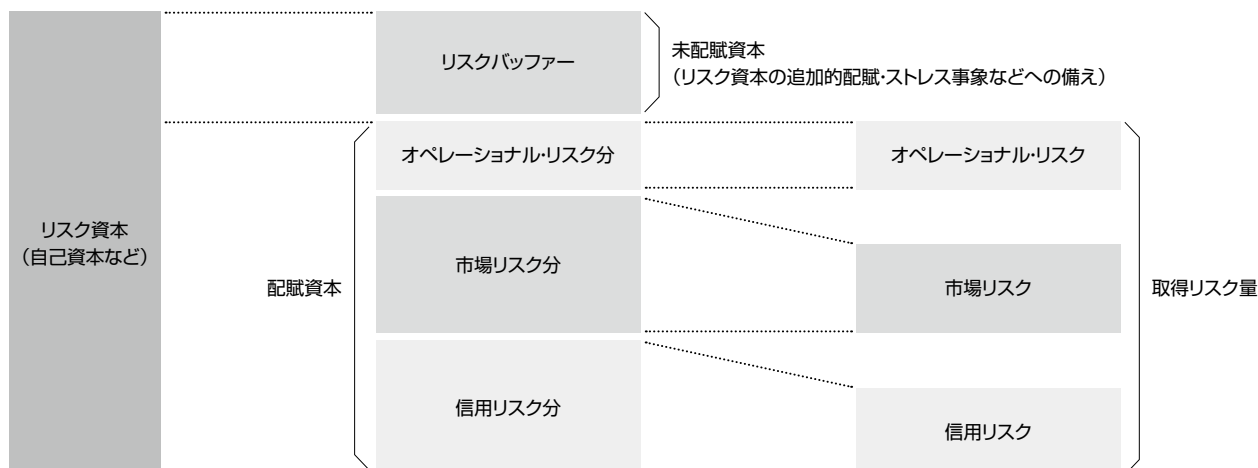 リスクバッファー
未配賦資本
（リスク資本の追加的配賦・ストレス事象などへの備え）
オペレーショナル・リスク分
オペレーショナル・リスク
リスク資本
（自己資本など）
市場リスク分
配賦資本
市場リスク
取得リスク量
信用リスク分
信用リスク